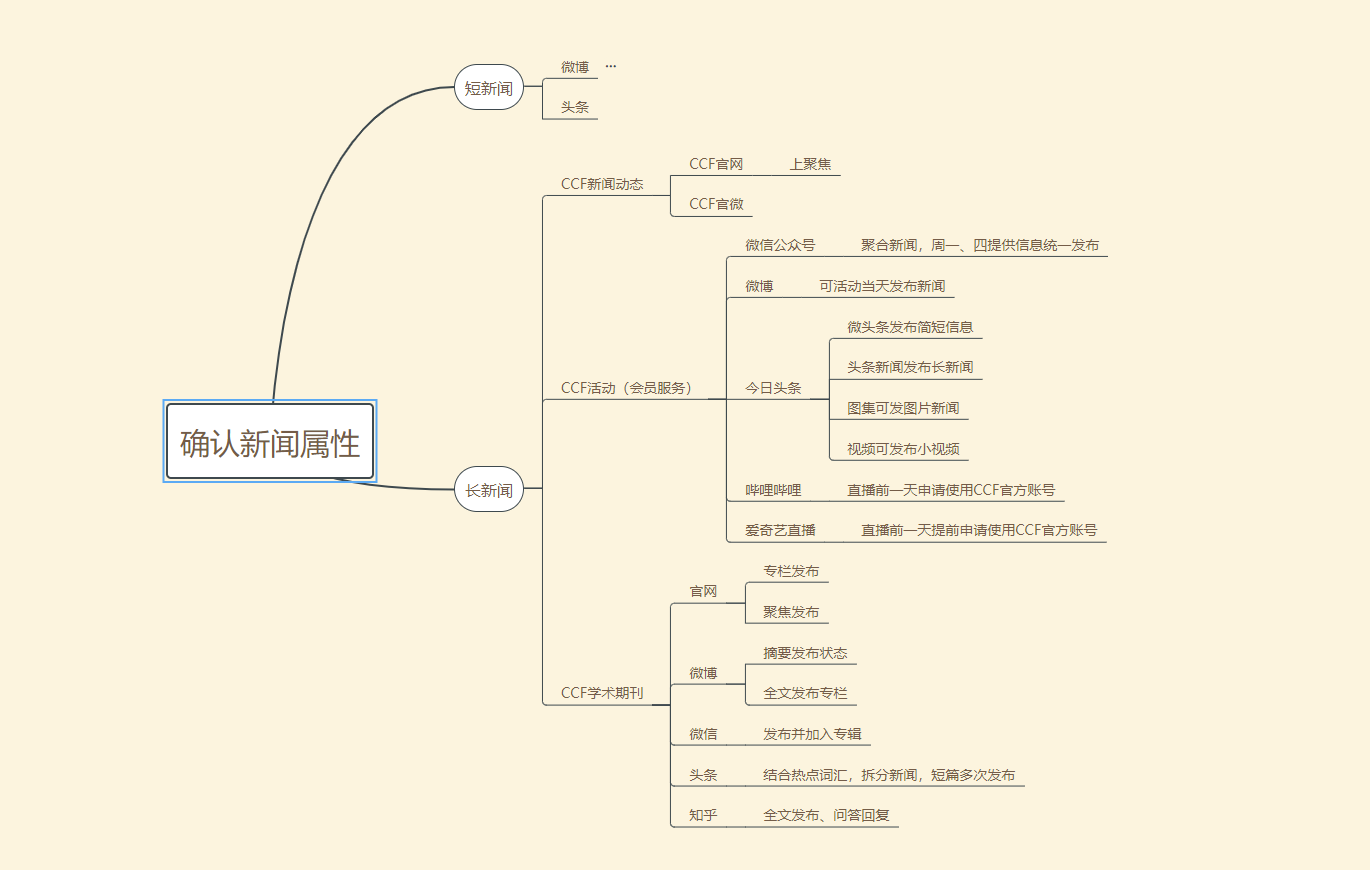 确认新闻属性
短新闻
微博 ···
头条
长新闻
CCF新闻动态
CCF官网
上聚焦
CCF官微
CCF活动（会员服务）
微信公众号
聚合新闻，周一、四提供信息统一发布
微博
可活动当天发布新闻
今日头条
微头条发布简短信息
头条新闻发布长新闻
图集可发图片新闻
视频可发布小视频
哔哩哔哩
直播前一天申请使用CCF官方账号
爱奇艺直播
直播前一天提前申请使用CCF官方账号
CCF学术期刊
官网
专栏发布
聚焦发布
微博
摘要发布状态
全文发布专栏
微信
发布并加入专辑
头条
结合热点词汇，拆分新闻，短篇多次发布
知乎
全文发布、问答回复